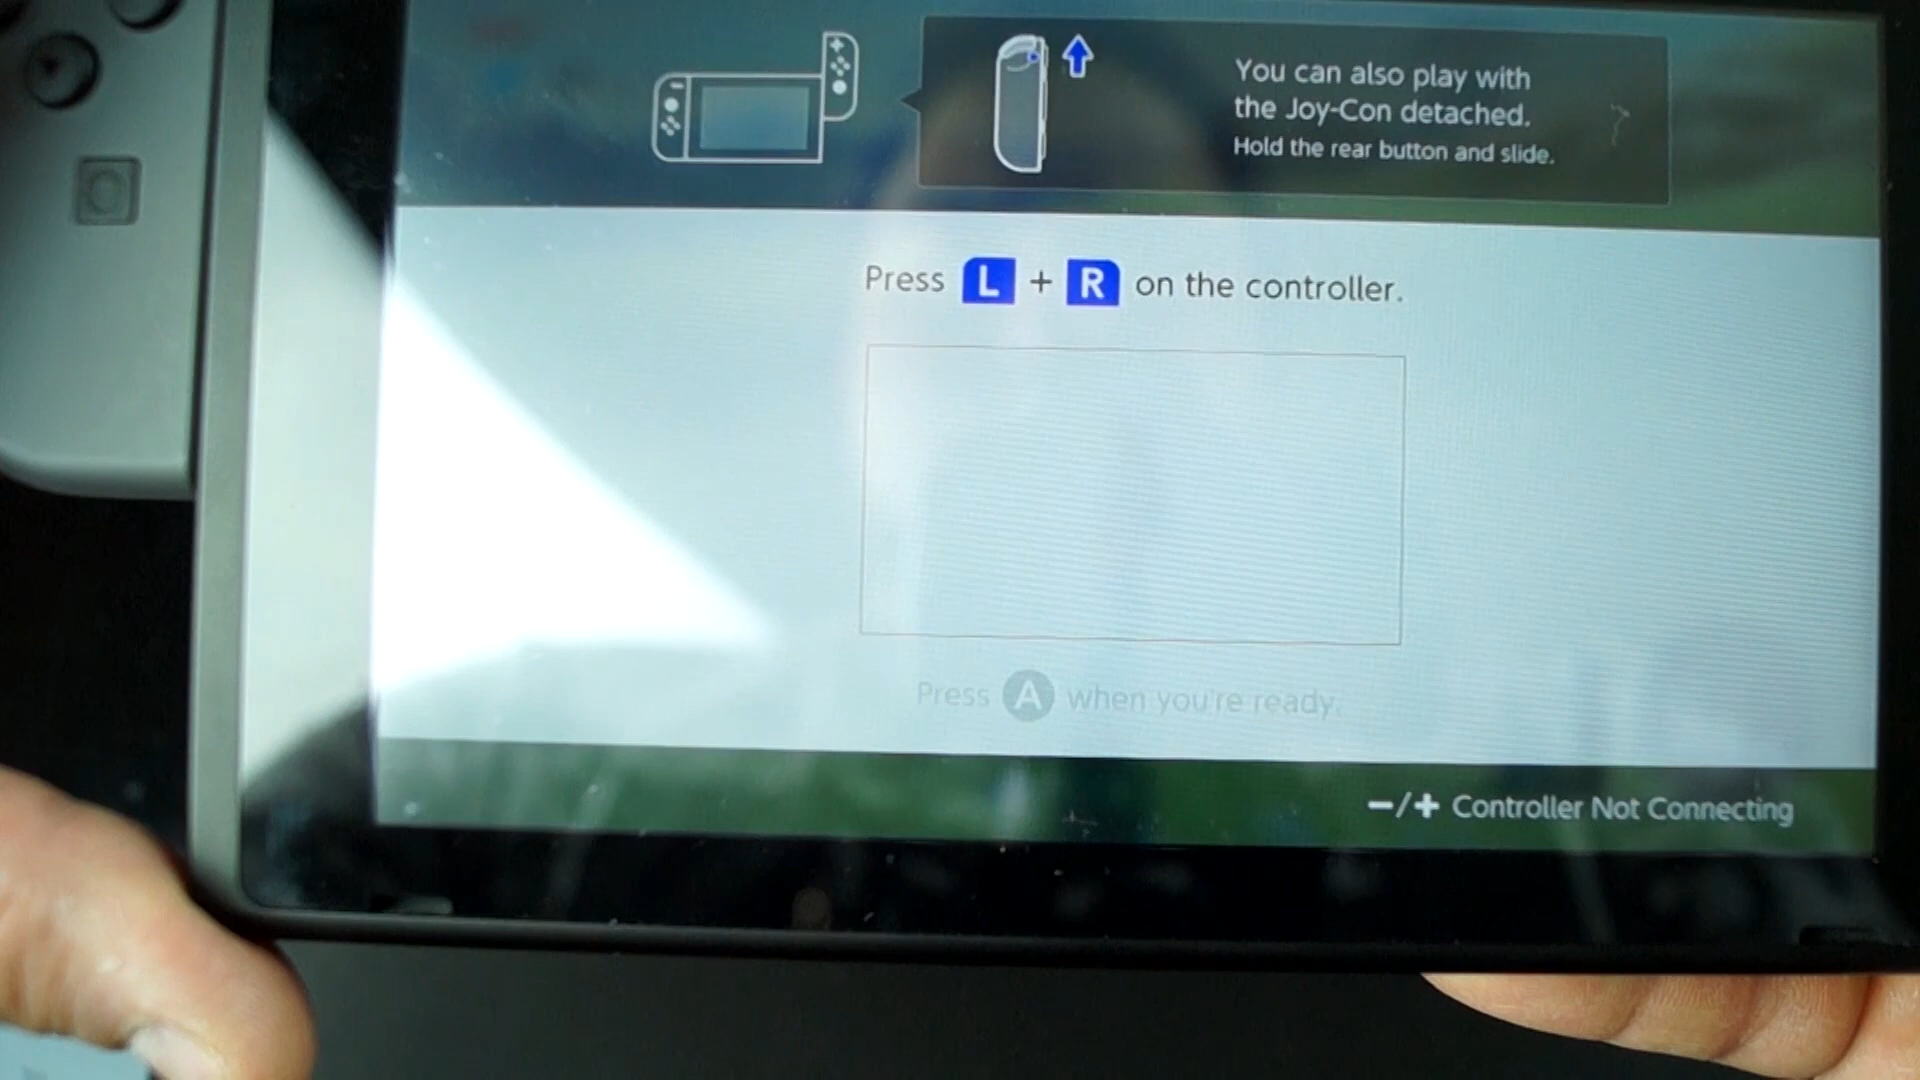 You can also play with
the Joy-Con detached.
Hold the rear button and slide.
Press L + R on the controller.
Press A when you're ready.
−/+ Controller Not Connecting